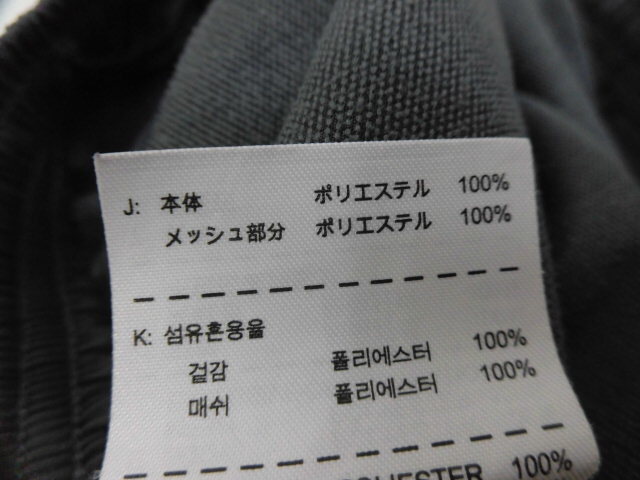 J: 本体 ポリエステル 100%
メッシュ部分 ポリエステル 100%
K: 섬유혼용율
겉감 폴리에스터 100%
매쉬 폴리에스터 100%
POLYESTER 100%